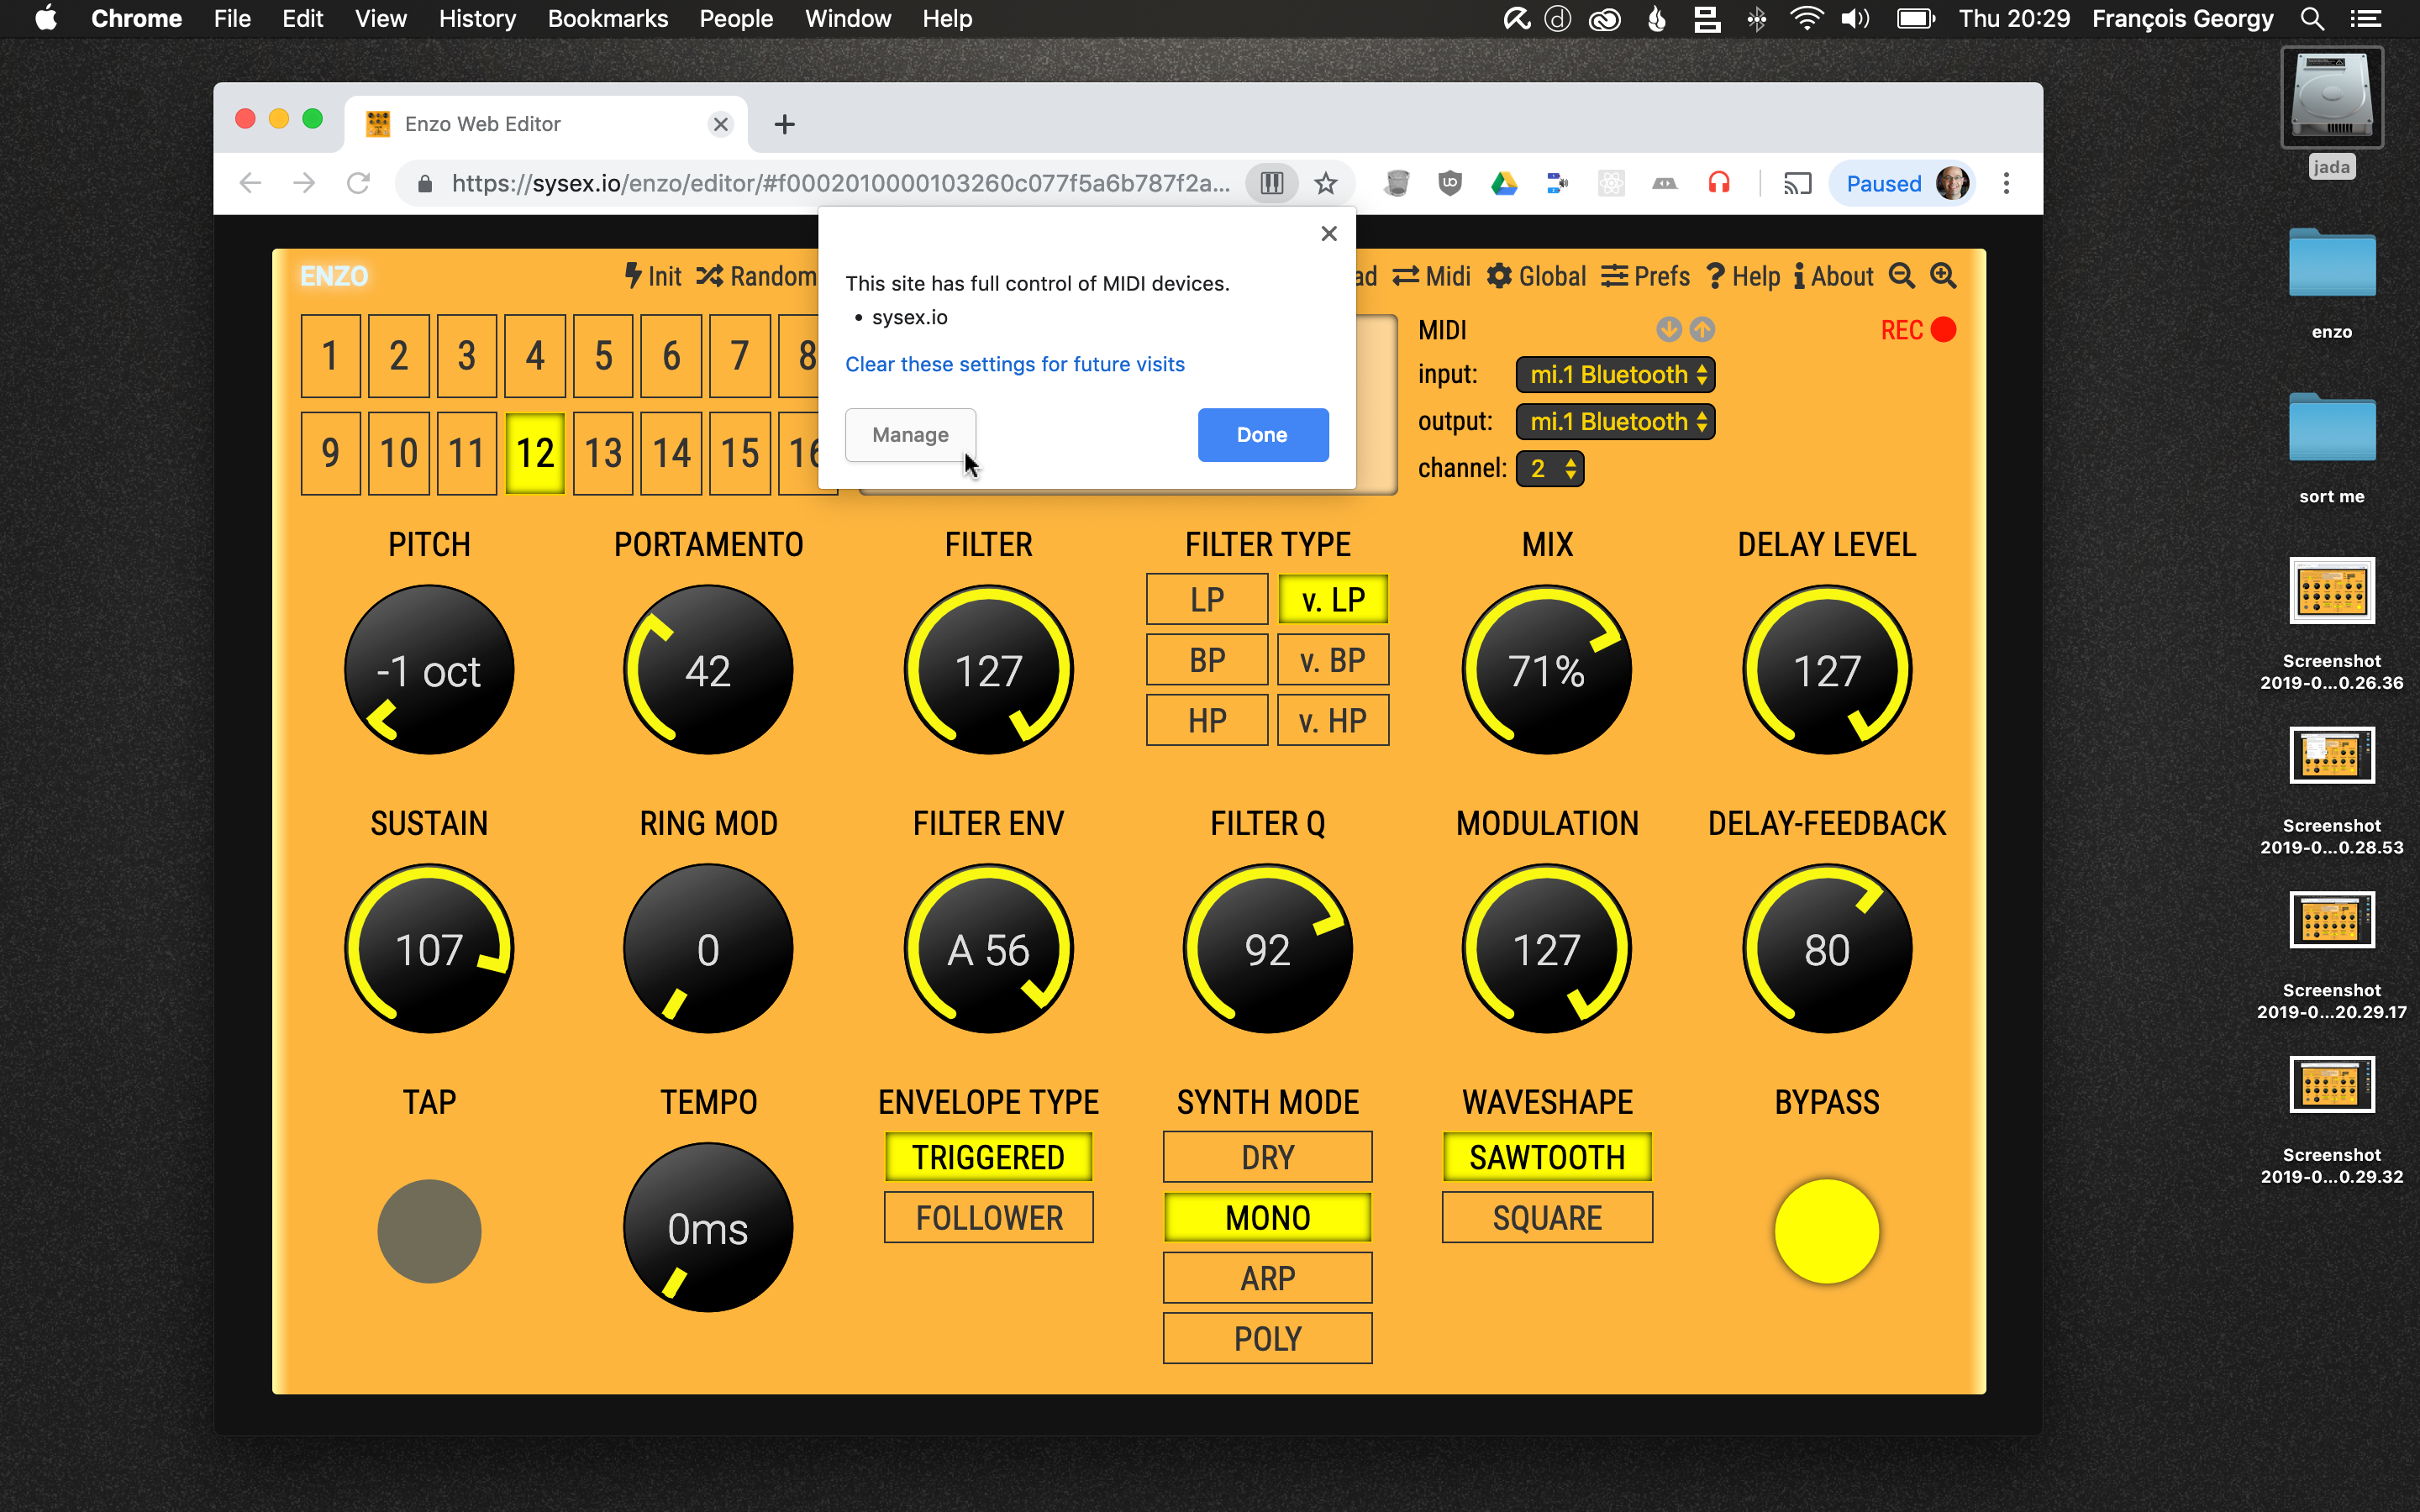 Chrome File Edit View History Bookmarks People Window Help Thu 20:29 François Georgy
Enzo Web Editor
https://sysex.io/enzo/editor/#f0002010000103260c077f5a6b787f2a... Paused
This site has full control of MIDI devices.
• sysex.io
Clear these settings for future visits
Manage Done
ENZO Init Random ad Midi Global Prefs Help About
1 2 3 4 5 6 7 8
9 10 11 12 13 14 15 16
MIDI REC
input: mi.1 Bluetooth
output: mi.1 Bluetooth
channel: 2
PITCH PORTAMENTO FILTER FILTER TYPE MIX DELAY LEVEL
LP v. LP
BP v. BP
HP v. HP
-1 oct 42 127 71% 127
SUSTAIN RING MOD FILTER ENV FILTER Q MODULATION DELAY-FEEDBACK
107 0 A 56 92 127 80
TAP TEMPO ENVELOPE TYPE SYNTH MODE WAVESHAPE BYPASS
TRIGGERED DRY SAWTOOTH
FOLLOWER MONO SQUARE
0ms
ARP
POLY
jada
enzo
sort me
Screenshot
2019-0...0.26.36
Screenshot
2019-0...0.28.53
Screenshot
2019-0...20.29.17
Screenshot
2019-0...0.29.32